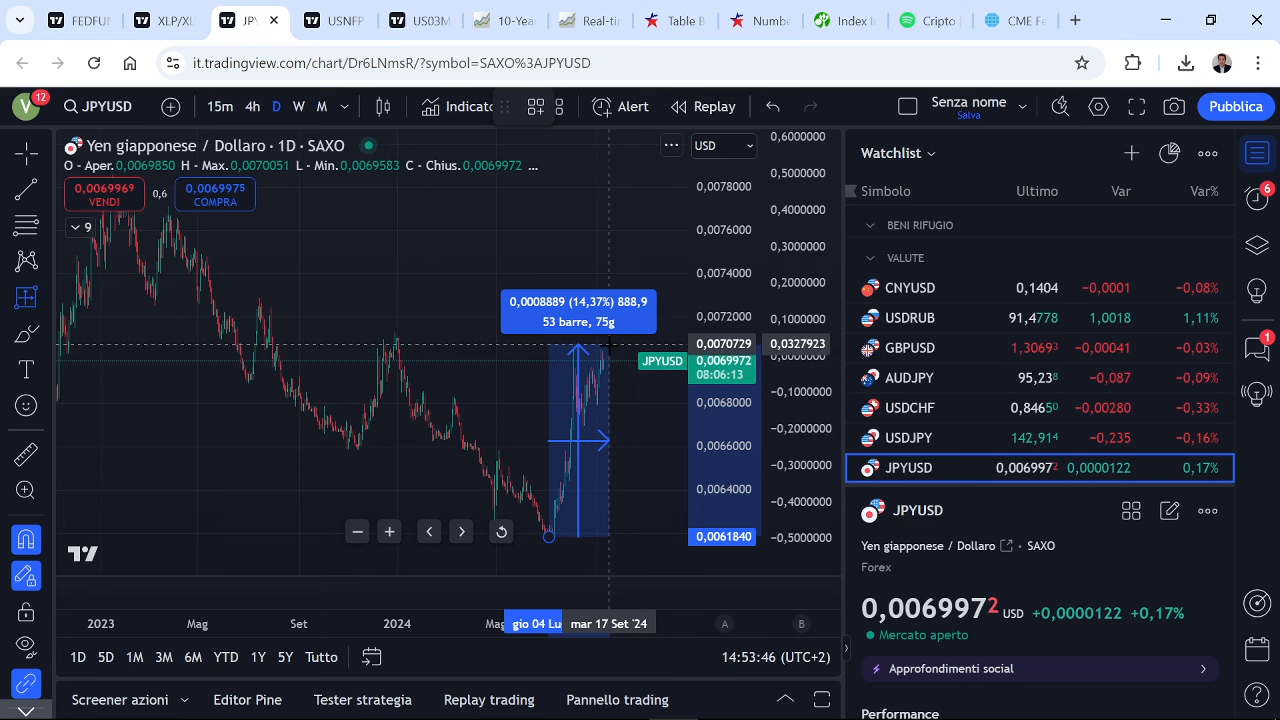 FEDFUN
XLP/XL
JPY
USNFP
US03M
10-Yea
Real-tim
Table B
Numbe
Index In
Cripto
CME Fe
it.tradingview.com/chart/Dr6LNmsR/?symbol=SAXO%3AJPYUSD
V
12
JPYUSD
15m
4h
D
W
M
Indicato
Alert
Replay
Senza nome
Salva
Pubblica
Yen giapponese / Dollaro · 1D · SAXO
O - Aper.0,0069850 H - Max.0,0070051 L - Min.0,0069583 C - Chius.0,0069972 ...
0,0069969
VENDI
0,6
0,0069975
COMPRA
9
USD
0,0078000
0,0076000
0,0074000
0,0072000
0,0070729
JPYUSD
0,0069972
08:06:13
0,0068000
0,0066000
0,0064000
0,0061840
0,6000000
0,5000000
0,4000000
0,3000000
0,2000000
0,1000000
0,0327923
0,0000000
−0,1000000
−0,2000000
−0,3000000
−0,4000000
−0,5000000
0,0008889 (14,37%) 888,9
53 barre, 75g
2023
Mag
Set
2024
Mag
gio 04 Lu
mar 17 Set '24
A
B
1D
5D
1M
3M
6M
YTD
1Y
5Y
Tutto
14:53:46 (UTC+2)
Screener azioni
Editor Pine
Tester strategia
Replay trading
Pannello trading
Watchlist
Simbolo
Ultimo
Var
Var%
BENI RIFUGIO
VALUTE
CNYUSD 0,1404 −0,0001 −0,08%
USDRUB 91,4778 1,0018 1,11%
GBPUSD 1,30693 −0,00041 −0,03%
AUDJPY 95,238 −0,087 −0,09%
USDCHF 0,84650 −0,00280 −0,33%
USDJPY 142,914 −0,235 −0,16%
JPYUSD 0,0069972 0,0000122 0,17%
JPYUSD
Yen giapponese / Dollaro · SAXO
Forex
0,0069972 USD +0,0000122 +0,17%
Mercato aperto
Approfondimenti social
Performance
6
1